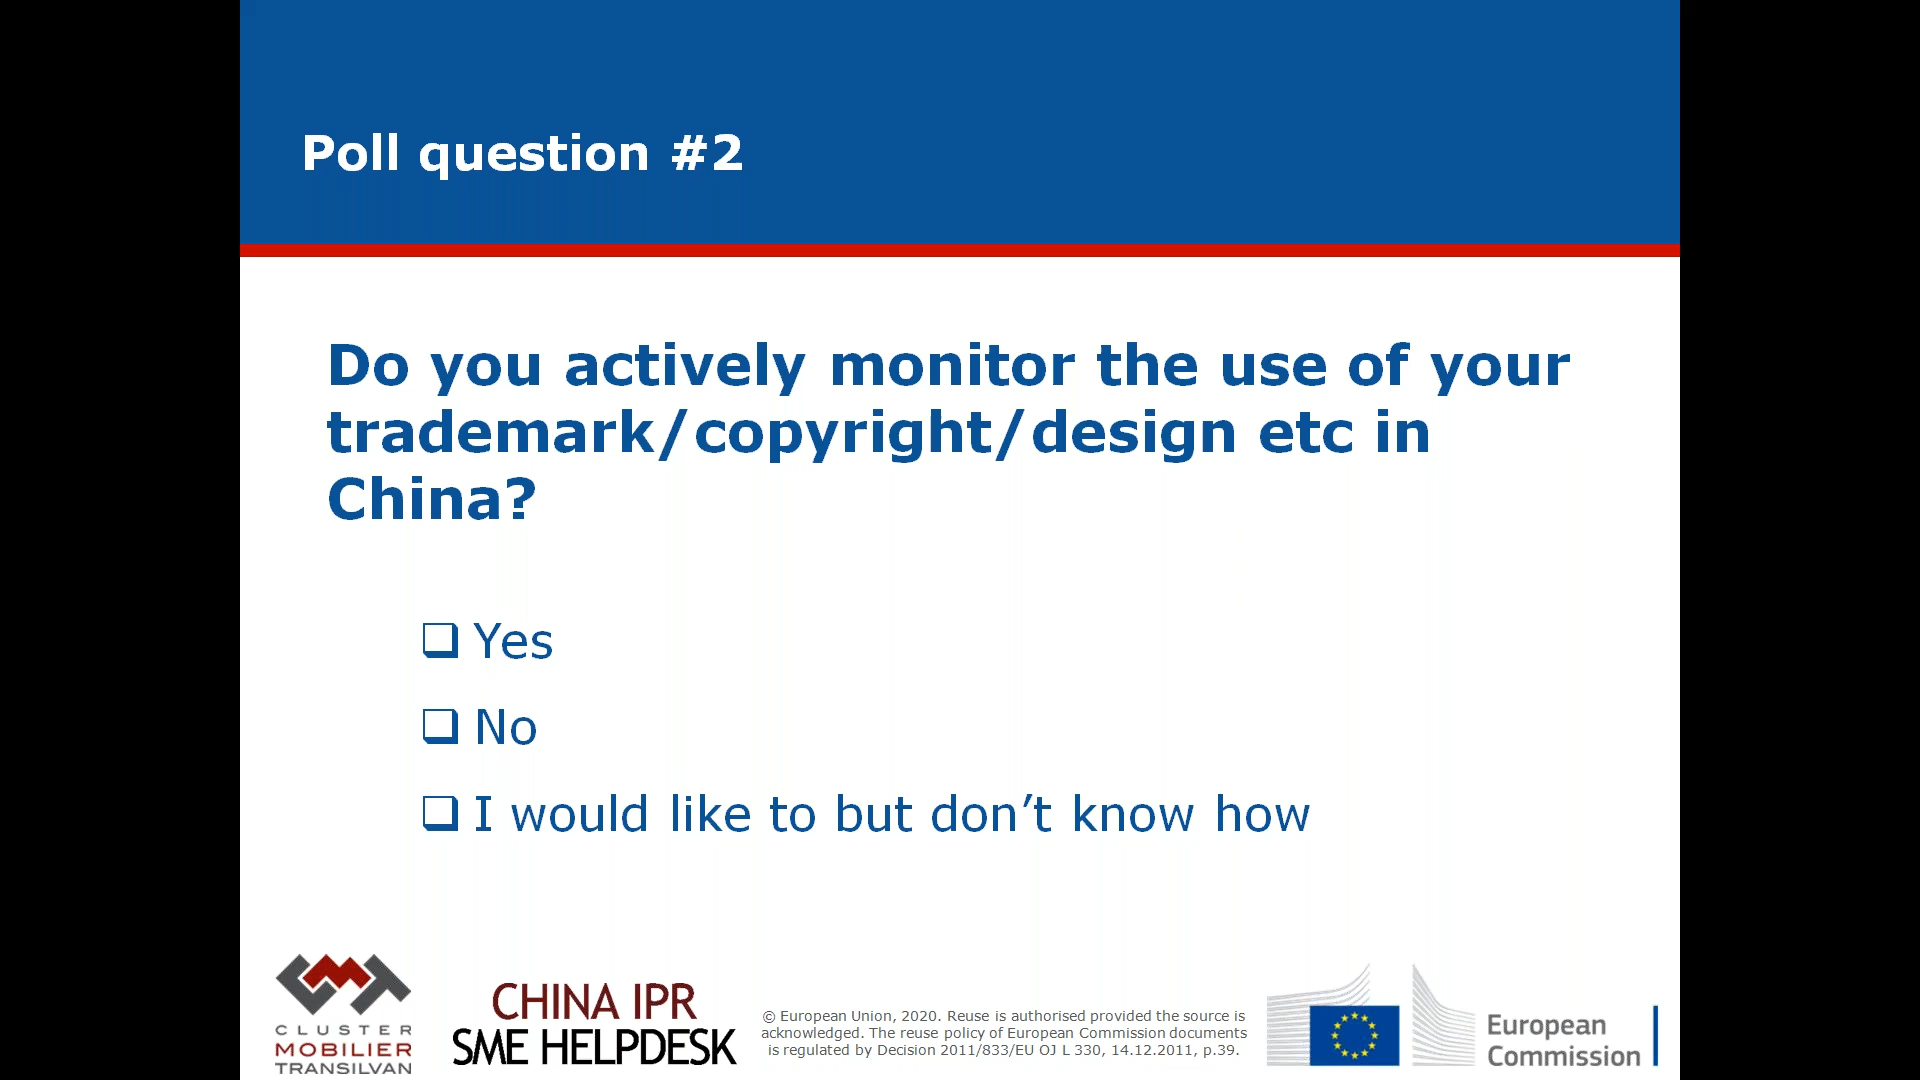 Poll question #2
Do you actively monitor the use of your
trademark/copyright/design etc in
China?
Yes
No
I would like to but don’t know how
CLUSTER
MOBILIER
TRANSILVAN
CHINA IPR
SME HELPDESK
© European Union, 2020. Reuse is authorised provided the source is
acknowledged. The reuse policy of European Commission documents
is regulated by Decision 2011/833/EU OJ L 330, 14.12.2011, p.39.
European
Commission